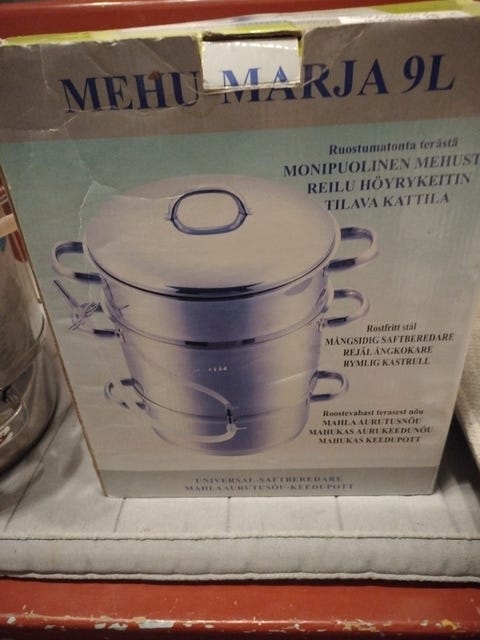 MEHU-MARJA 9L
Ruostumatonta terästä
MONIPUOLINEN MEHUST
REILU HÖYRYKEITIN
TILAVA KATTILA
Rostfritt stål
MÅNGSIDIG SAFTBEREDARE
REJÄL ÅNGKOKARE
RYMLIG KASTRULL
Roostevabast terasest nõu
MAHLA AURUTUSNÕU
MAHUKAS AURUKEEDUNÕU
MAHUKAS KEEDUPOTT
UNIVERSAL-SAFTBEREDARE
MAHLAAURUTUSÕU-KEEDUPOTT